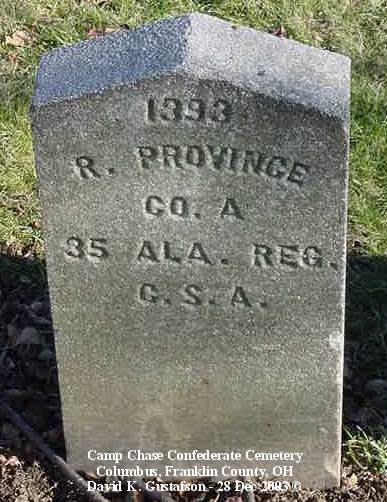 1393
R. PROVINCE
CO. A
35 ALA. REG.
C. S. A.
Camp Chase Confederate Cemetery
Columbus, Franklin County, OH
David K. Gustafson - 28 Dec 2003 ©